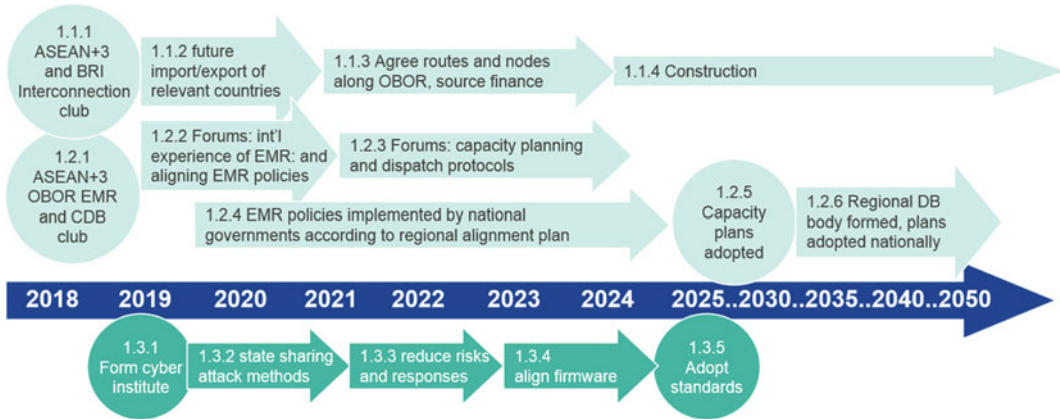 1.1.1
ASEAN+3
and BRI
Interconnection
club
1.1.2 future
import/export of
relevant countries
1.1.3 Agree routes and nodes
along OBOR, source finance
1.1.4 Construction
1.2.1
ASEAN+3
OBOR EMR
and CDB
club
1.2.2 Forums: int'l
experience of EMR: and
aligning EMR policies
1.2.3 Forums: capacity planning
and dispatch protocols
1.2.4 EMR policies implemented by national
governments according to regional alignment plan
1.2.5
Capacity
plans
adopted
1.2.6 Regional DB
body formed, plans
adopted nationally
2018 2019 2020 2021 2022 2023 2024 2025..2030..2035..2040..2050
1.3.1
Form cyber
institute
1.3.2 state sharing
attack methods
1.3.3 reduce risks
and responses
1.3.4
align firmware
1.3.5
Adopt
standards